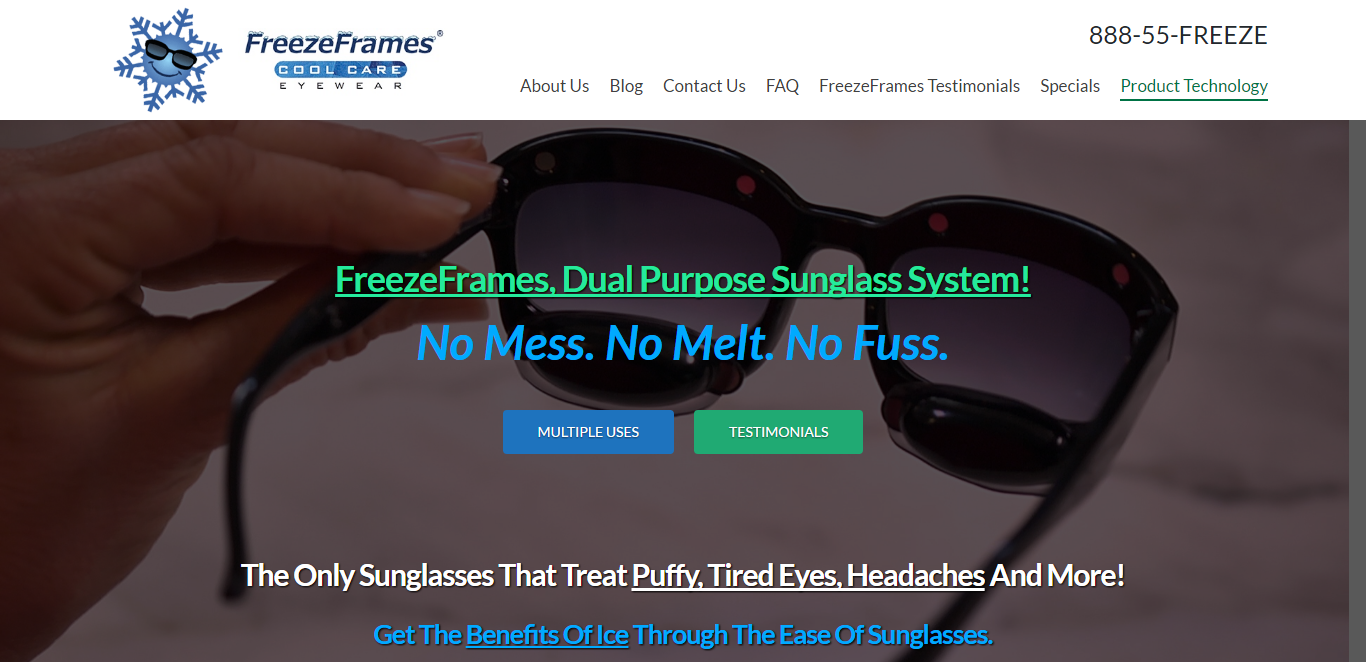 888-55-FREEZE
FreezeFrames®
COOL CARE
EYEWEAR
About Us Blog Contact Us FAQ FreezeFrames Testimonials Specials Product Technology
FreezeFrames, Dual Purpose Sunglass System!
No Mess. No Melt. No Fuss.
MULTIPLE USES TESTIMONIALS
The Only Sunglasses That Treat Puffy, Tired Eyes, Headaches And More!
Get The Benefits Of Ice Through The Ease Of Sunglasses.